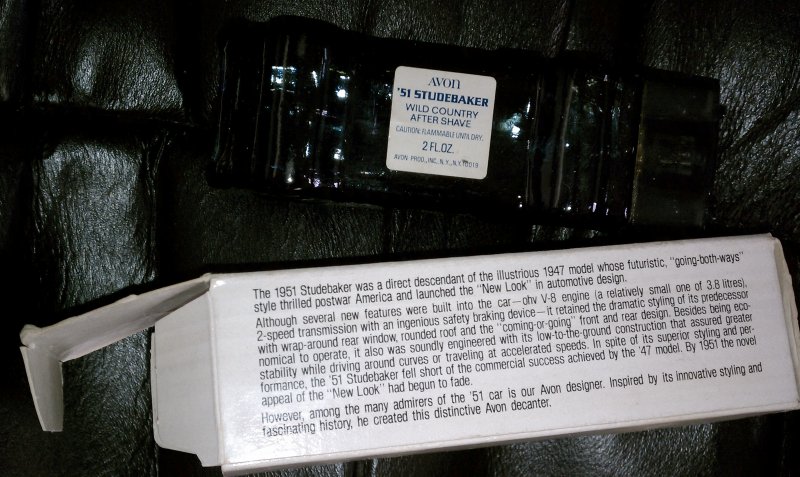 AVON
'51 STUDEBAKER
WILD COUNTRY
AFTER SHAVE
CAUTION: FLAMMABLE UNTIL DRY.
2 FL.OZ.
AVON PROD., INC., N.Y., N.Y. 10019
The 1951 Studebaker was a direct descendant of the illustrious 1947 model whose futuristic, "going-both-ways"
style thrilled postwar America and launched the "New Look" in automotive design.
Although several new features were built into the car—ohv V-8 engine (a relatively small one of 3.8 litres),
2-speed transmission with an ingenious safety braking device—it retained the dramatic styling of its predecessor
with wrap-around rear window, rounded roof and the "coming-or-going" front and rear design. Besides being eco-
nomical to operate, it also was soundly engineered with its low-to-the-ground construction that assured greater
stability while driving around curves or traveling at accelerated speeds. In spite of its superior styling and per-
formance, the '51 Studebaker fell short of the commercial success achieved by the '47 model. By 1951 the novel
appeal of the "New Look" had begun to fade.
However, among the many admirers of the '51 car is our Avon designer. Inspired by its innovative styling and
fascinating history, he created this distinctive Avon decanter.